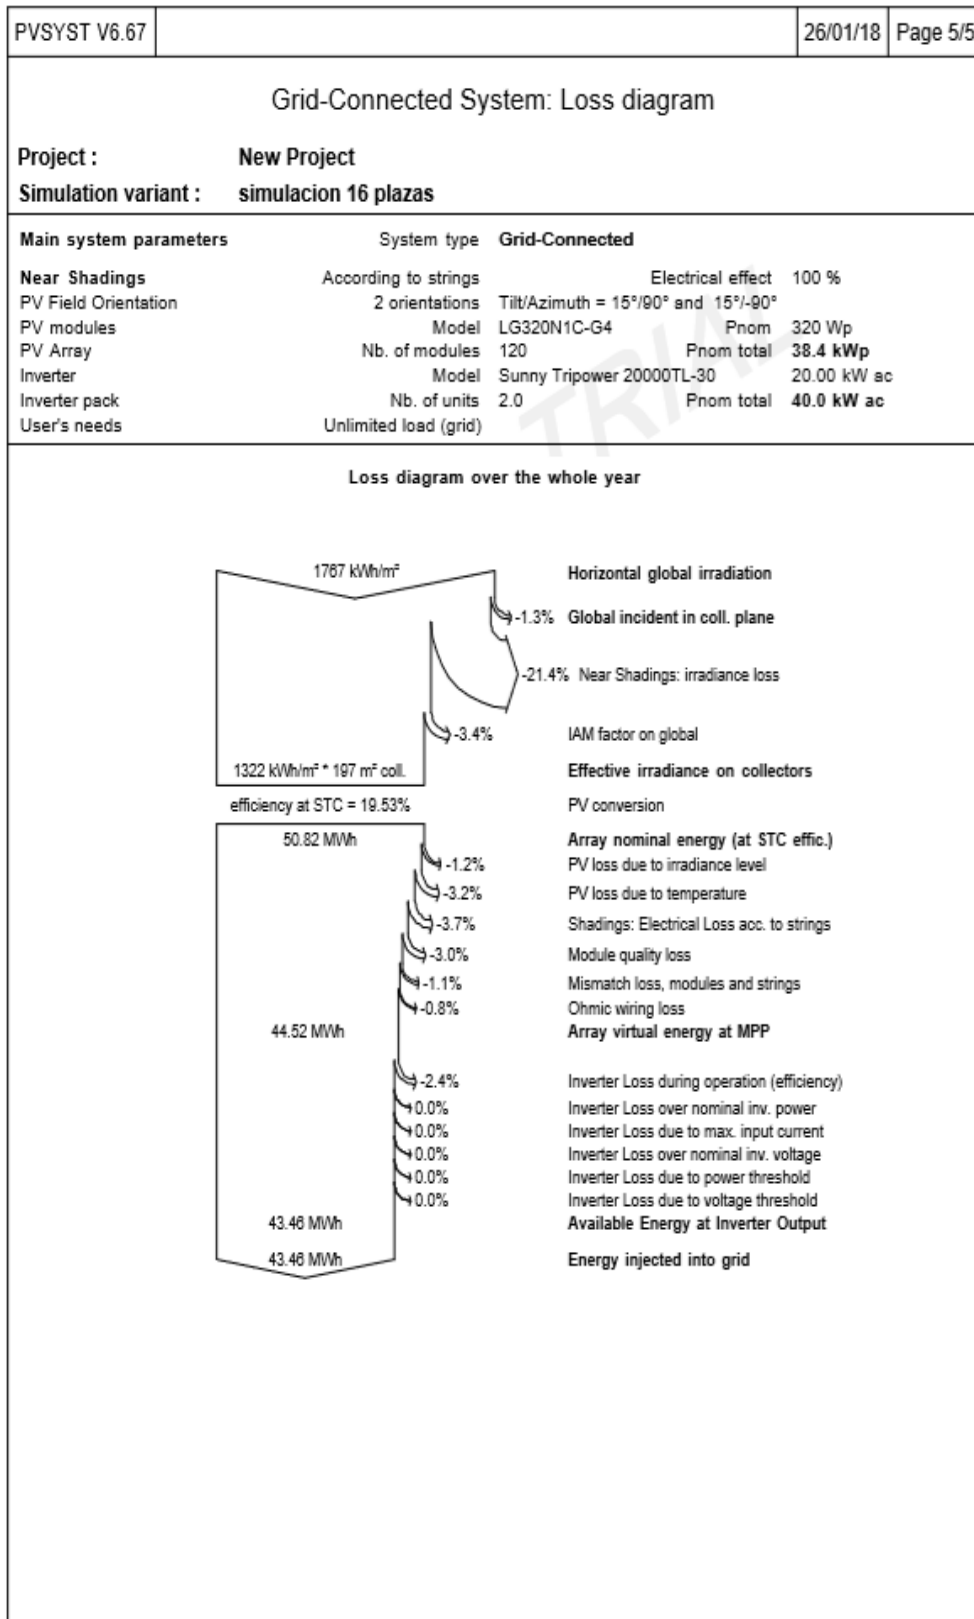 PVSYST V6.67 26/01/18 Page 5/5
Grid-Connected System: Loss diagram
Project : New Project
Simulation variant : simulacion 16 plazas
Main system parameters System type Grid-Connected
Near Shadings According to strings Electrical effect 100 %
PV Field Orientation 2 orientations Tilt/Azimuth = 15°/90° and 15°/-90°
PV modules Model LG320N1C-G4 Pnom 320 Wp
PV Array Nb. of modules 120 Pnom total 38.4 kWp
Inverter Model Sunny Tripower 20000TL-30 20.00 kW ac
Inverter pack Nb. of units 2.0 Pnom total 40.0 kW ac
User's needs Unlimited load (grid)
TRIAL
Loss diagram over the whole year
1767 kWh/m² Horizontal global irradiation
-1.3% Global incident in coll. plane
-21.4% Near Shadings: irradiance loss
-3.4% IAM factor on global
1322 kWh/m² * 197 m² coll. Effective irradiance on collectors
efficiency at STC = 19.53% PV conversion
50.82 MWh Array nominal energy (at STC effic.)
-1.2% PV loss due to irradiance level
-3.2% PV loss due to temperature
-3.7% Shadings: Electrical Loss acc. to strings
-3.0% Module quality loss
-1.1% Mismatch loss, modules and strings
-0.8% Ohmic wiring loss
44.52 MWh Array virtual energy at MPP
-2.4% Inverter Loss during operation (efficiency)
0.0% Inverter Loss over nominal inv. power
0.0% Inverter Loss due to max. input current
0.0% Inverter Loss over nominal inv. voltage
0.0% Inverter Loss due to power threshold
0.0% Inverter Loss due to voltage threshold
43.46 MWh Available Energy at Inverter Output
43.46 MWh Energy injected into grid